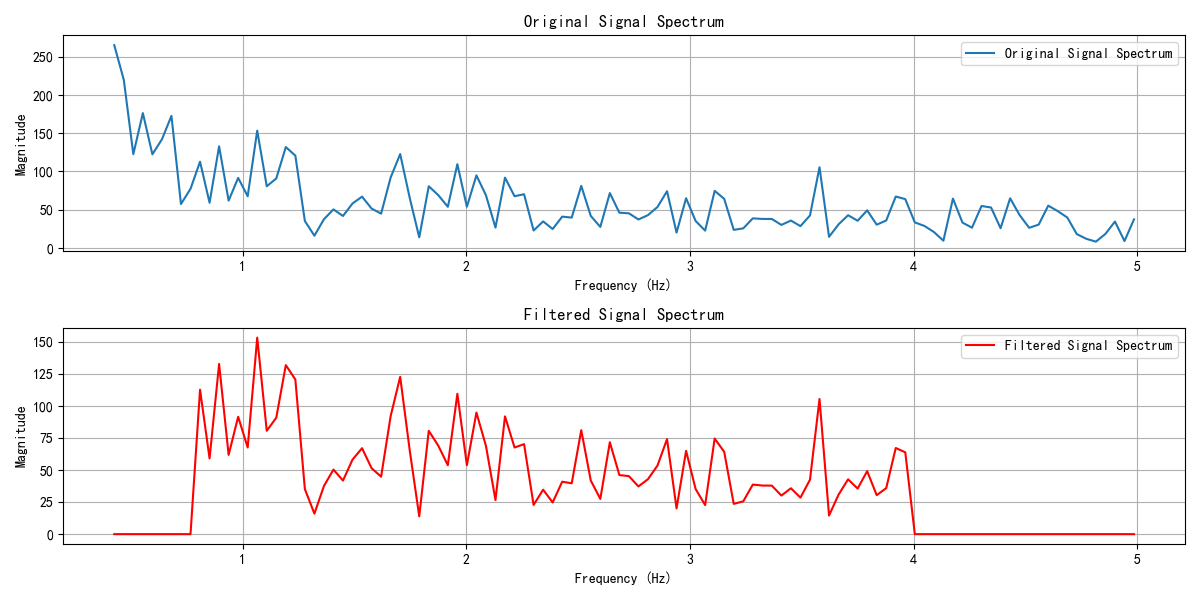 Original Signal Spectrum
Original Signal Spectrum
250
200
150
100
50
0
Magnitude
1 2 3 4 5
Frequency (Hz)
Filtered Signal Spectrum
Filtered Signal Spectrum
150
125
100
75
50
25
0
Magnitude
1 2 3 4 5
Frequency (Hz)